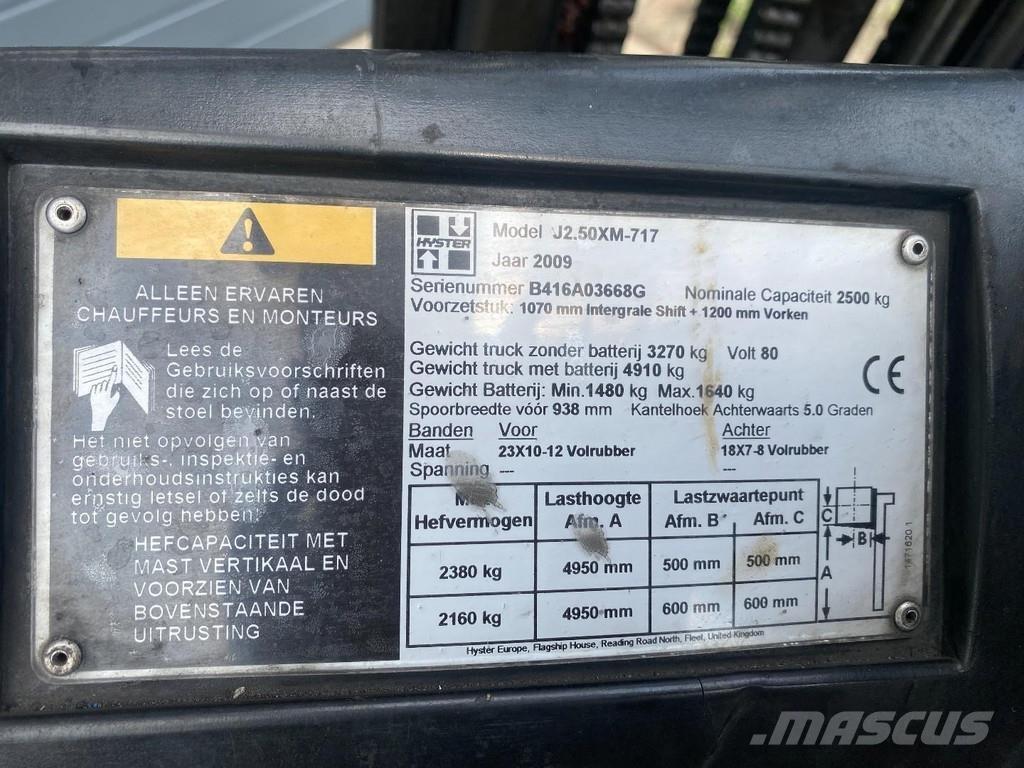 ALLEEN ERVAREN
CHAUFFEURS EN MONTEURS
Lees de
Gebruiksvoorschriften
die zich op of naast de
stoel bevinden.
Het niet opvolgen van
gebruiks-, inspektie- en
onderhoudsinstrukties kan
ernstig letsel of zelfs de dood
tot gevolg hebben.
HEFCAPACITEIT MET
MAST VERTIKAAL EN
VOORZIEN VAN
BOVENSTAANDE
UITRUSTING
HYSTER
Model J2.50XM-717
Jaar 2009
Serienummer B416A03668G Nominale Capaciteit 2500 kg
Voorzetstuk: 1070 mm Intergrale Shift + 1200 mm Vorken
Gewicht truck zonder batterij 3270 kg Volt 80
Gewicht truck met batterij 4910 kg
Gewicht Batterij: Min.1480 kg Max.1640 kg
Spoorbreedte vóór 938 mm Kantelhoek Achterwaarts 5.0 Graden
CE
Banden Voor Achter
Maat 23X10-12 Volrubber 18X7-8 Volrubber
Spanning --- ---
Hefvermogen
Lasthoogte
Afm. A
Lastzwaartepunt
Afm. B Afm. C
2380 kg 4950 mm 500 mm 500 mm
2160 kg 4950 mm 600 mm 600 mm
C
B
A
1471620.1
Hyster Europe, Flagship House, Reading Road North, Fleet, United Kingdom
MASCUS